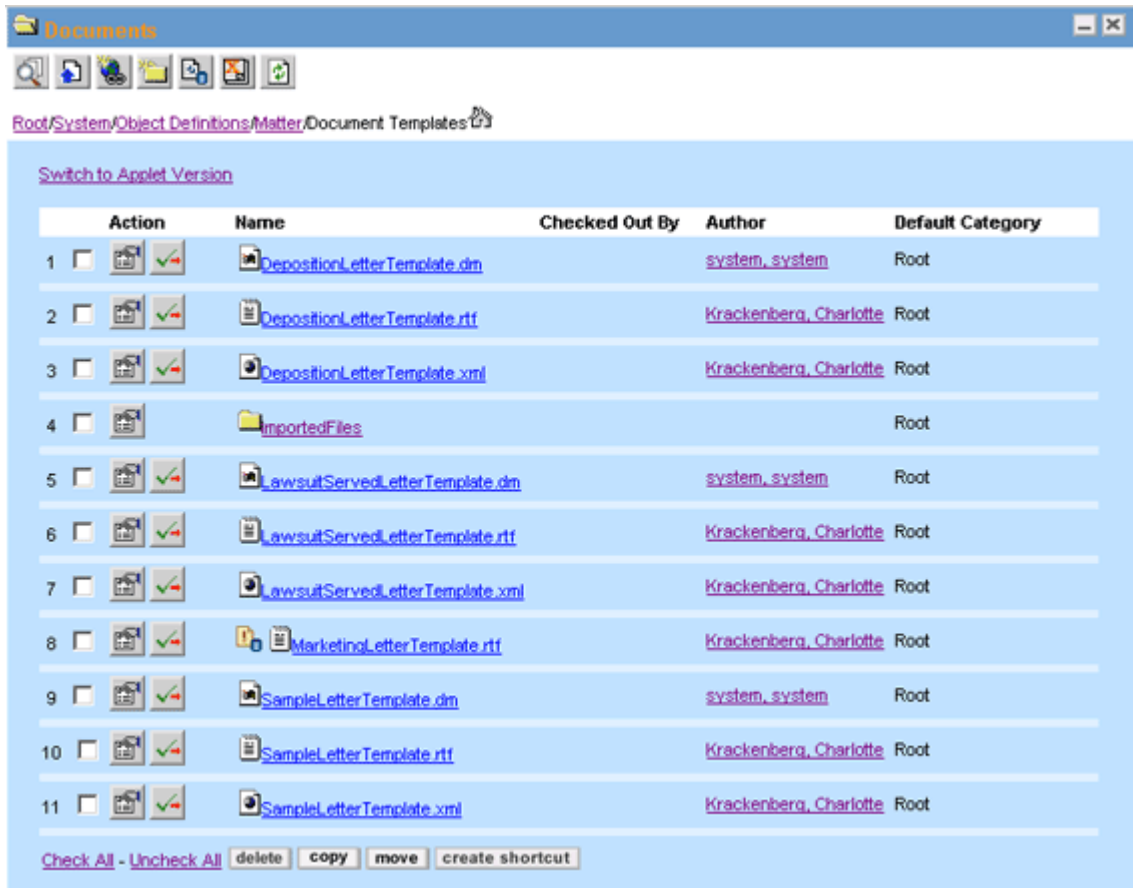 Documents
Root/System/Object Definitions/Matter/Document Templates
Switch to Applet Version
Action Name Checked Out By Author Default Category
1 DepositionLetterTemplate.dm system, system Root
2 DepositionLetterTemplate.rtf Krackenberg, Charlotte Root
3 DepositionLetterTemplate.xml Krackenberg, Charlotte Root
4 ImportedFiles Root
5 LawsuitServedLetterTemplate.dm system, system Root
6 LawsuitServedLetterTemplate.rtf Krackenberg, Charlotte Root
7 LawsuitServedLetterTemplate.xml Krackenberg, Charlotte Root
8 MarketingLetterTemplate.rtf Krackenberg, Charlotte Root
9 SampleLetterTemplate.dm system, system Root
10 SampleLetterTemplate.rtf Krackenberg, Charlotte Root
11 SampleLetterTemplate.xml Krackenberg, Charlotte Root
Check All - Uncheck All delete copy move create shortcut